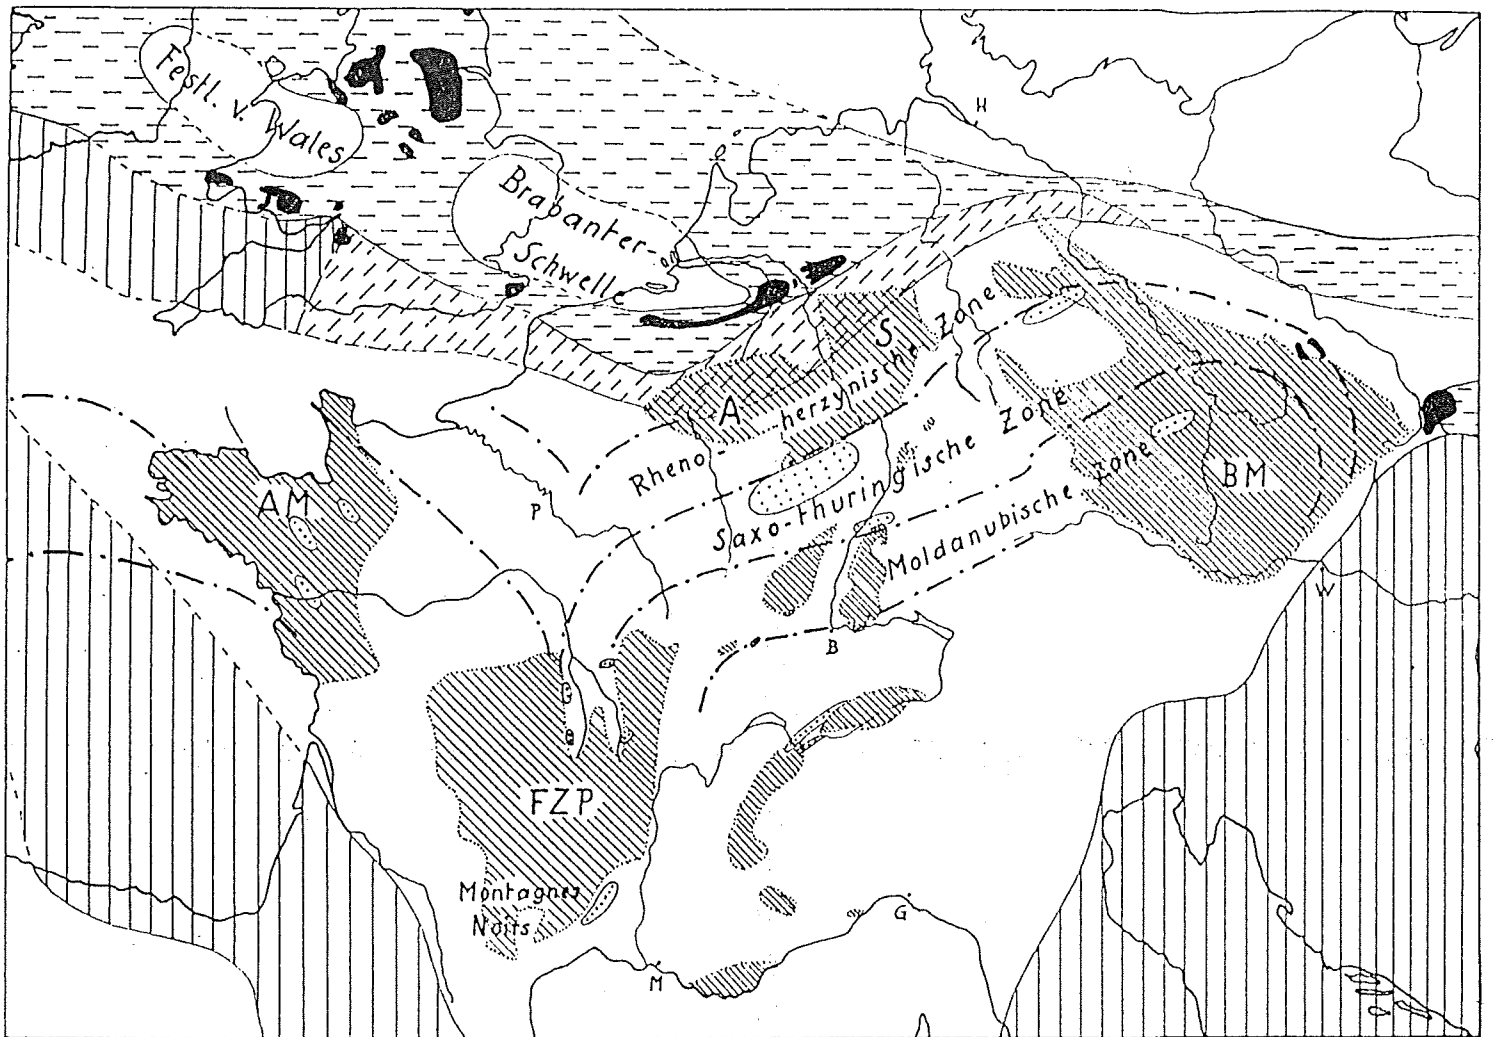 Festl. v. Wales
H
Brabanter-
Schwelle
S
A
Rheno-herzynische Zone
AM
P
Saxo-thuringische Zone
BM
Moldanubische Zone
W
B
FZP
Montagnes
Noirs
G
M